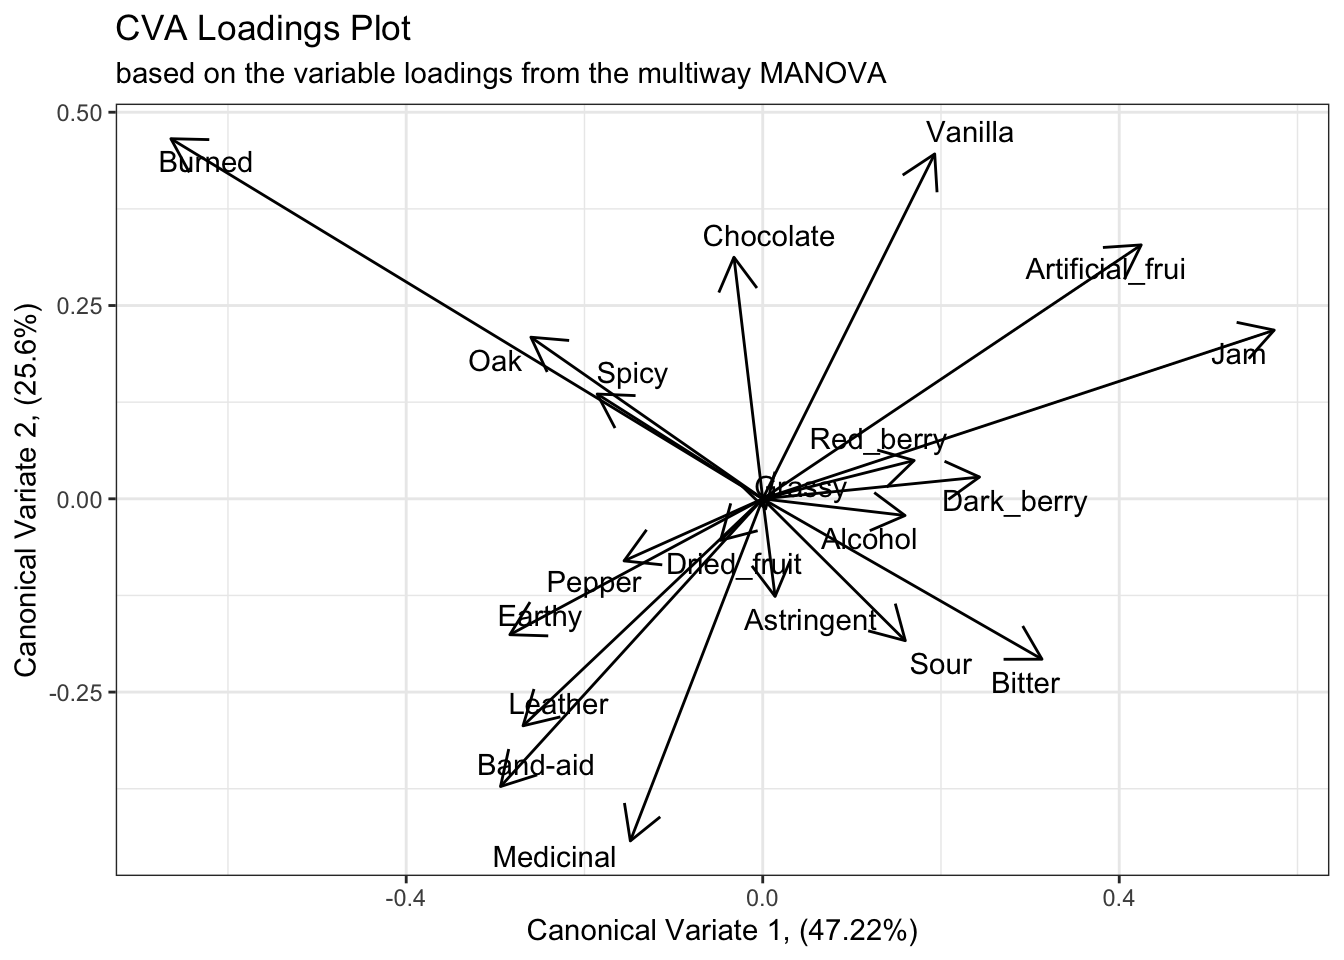 CVA Loadings Plot
based on the variable loadings from the multiway MANOVA
0.50
Vanilla
Burned
Chocolate
Artificial_frui
0.25
Jam
Oak
Spicy
Red_berry
Grassy
0.00
Dark_berry
Alcohol
Dried_fruit
Pepper
Earthy
Astringent
Sour
Bitter
-0.25
Leather
Band-aid
Medicinal
-0.4
0.0
0.4
Canonical Variate 1, (47.22%)
Canonical Variate 2, (25.6%)